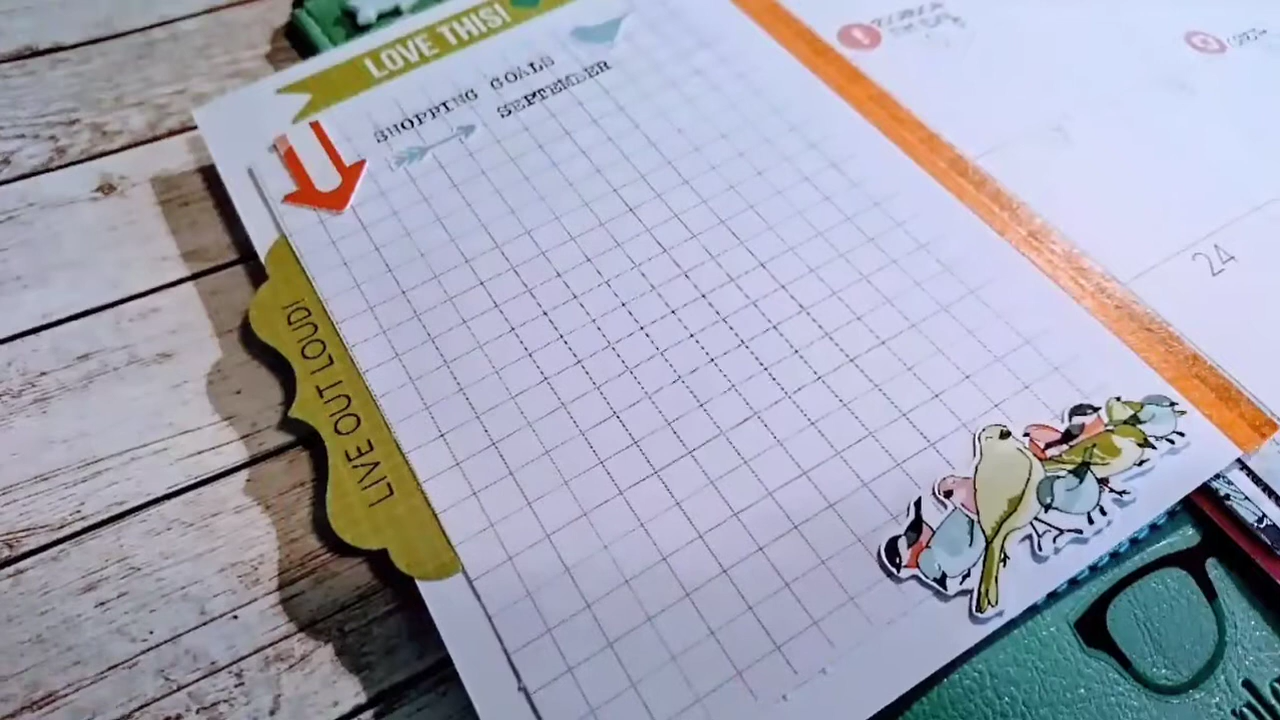 LOVE THIS!
SHOPPING GOALS
SEPTEMBER
LIVE OUT LOUD!
24